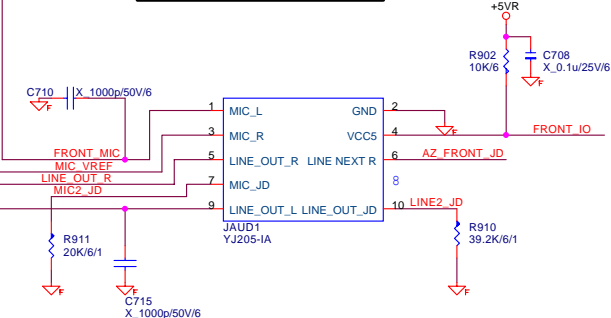 +5VR
R902
10K/6
C708
X_0.1u/25V/6
C710
X_1000p/50V/6
F
F
1
MIC_L
GND
2
F
3
MIC_R
VCC5
4
FRONT_IO
FRONT_MIC
MIC_VREF
5
LINE_OUT_R
LINE NEXT R
6
AZ_FRONT_JD
LINE_OUT_R
MIC2_JD
7
MIC_JD
8
9
LINE_OUT_L
LINE_OUT_JD
10
LINE2_JD
JAUD1
YJ205-IA
R911
20K/6/1
R910
39.2K/6/1
F
F
F
C715
X_1000p/50V/6